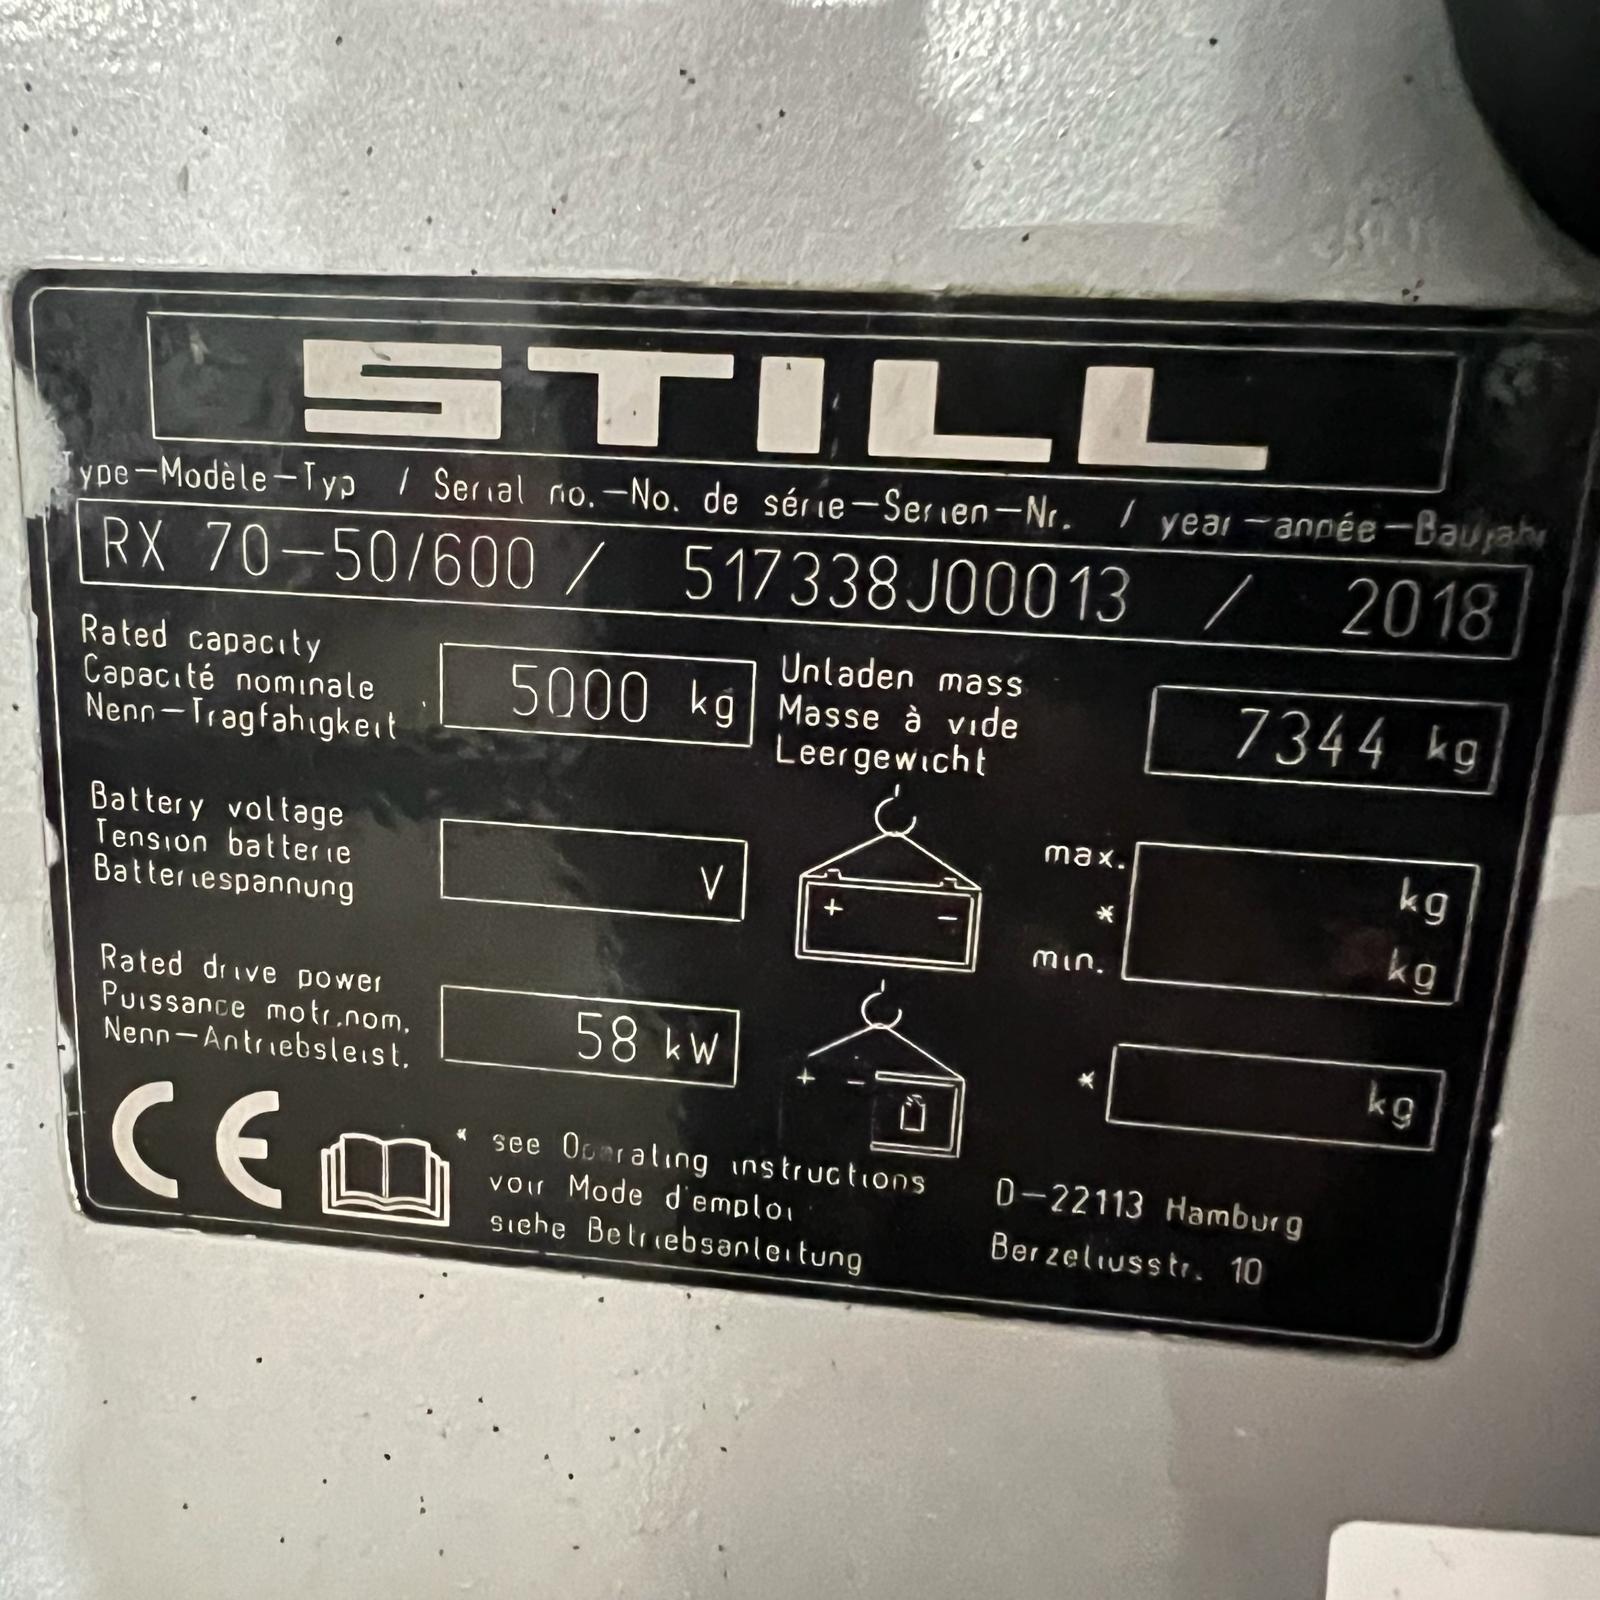 STILL
Type-Modèle-Typ / Serial no.-No. de série-Serien-Nr. / year-année-Baujahr
RX 70-50/600 / 517338J00013 / 2018
Rated capacity
Capacité nominale
Nenn-Tragfähigkeit
5000 kg
Unladen mass
Masse à vide
Leergewicht
7344 kg
Battery voltage
Tension batterie
Batteriespannung
V
+ -
max.
*
min.
kg
kg
Rated drive power
Puissance motr.nom.
Nenn-Antriebsleist.
58 kW
+ -
*
kg
CE
* see Operating instructions
voir Mode d'emploi
siehe Betriebsanleitung
D-22113 Hamburg
Berzeliusstr. 10